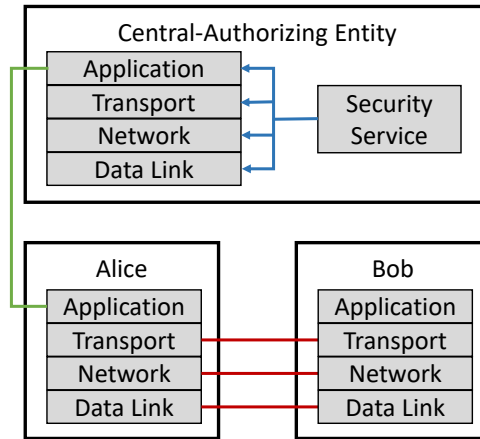 Central-Authorizing Entity
Application
Transport
Network
Data Link
Security
Service
Alice
Application
Transport
Network
Data Link
Bob
Application
Transport
Network
Data Link